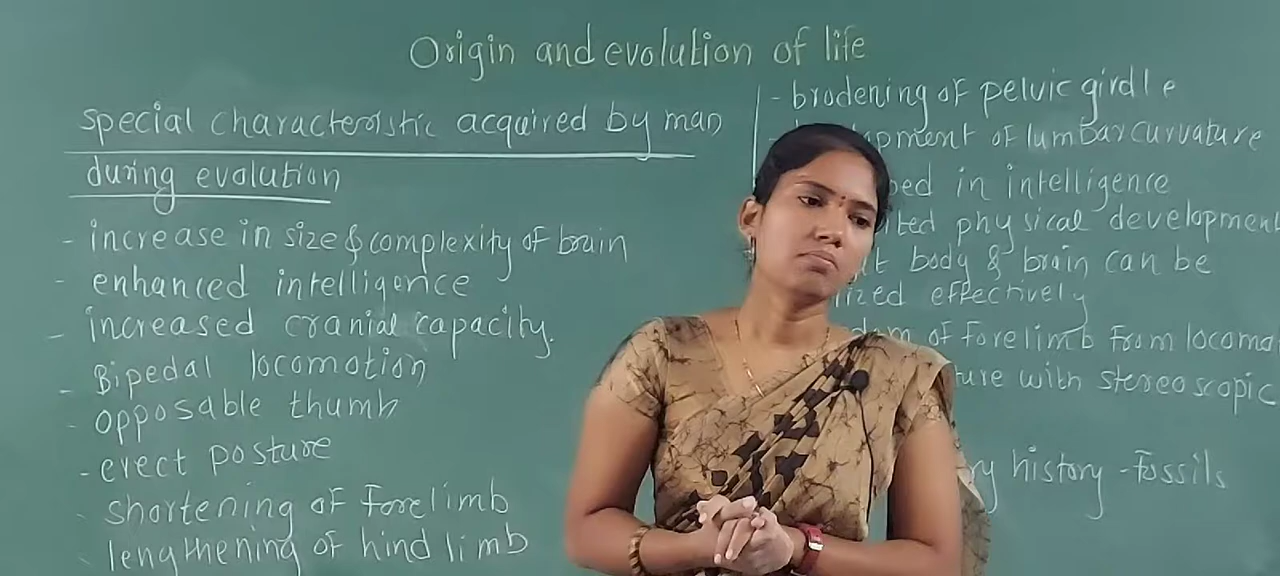 Origin and evolution of life
special characteristic acquired by man
during evolution
- increase in size & complexity of brain
- enhanced intelligence
- increased cranial capacity.
- Bipedal locomotion
- opposable thumb
- erect posture
- shortening of forelimb
- lengthening of hind limb
- brodening of pelvic girdle
of lumbar curvature
in intelligence
physical development
body & brain can be
effectively
of forelimb from
with stereoscopic
history - fossils